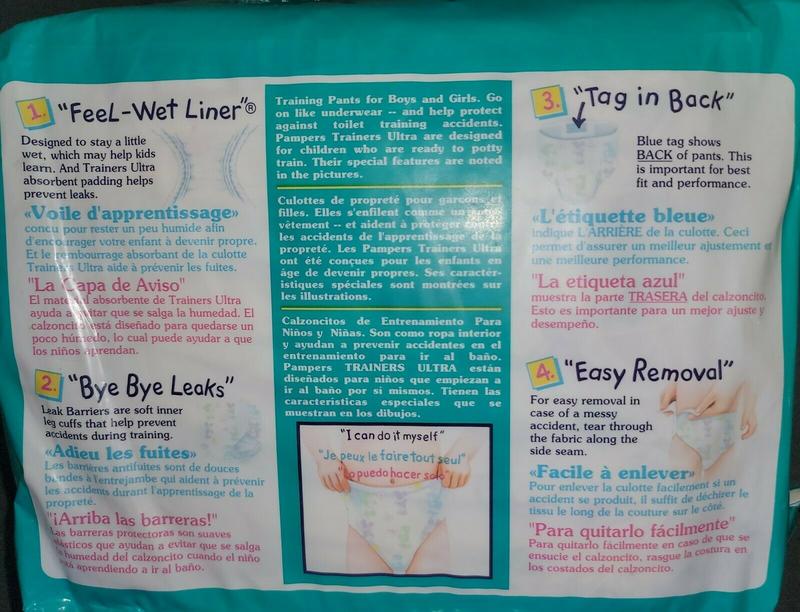 1. "FeeL-Wet Liner"®
Designed to stay a little
wet, which may help kids
learn. And Trainers Ultra
absorbent padding helps
prevent leaks.
«Voile d'apprentissage»
conçu pour rester un peu humide afin
d'encourager votre enfant à devenir propre.
Et le rembourrage absorbant de la culotte
Trainers Ultra aide à prévenir les fuites.
"La Capa de Aviso"
El material absorbente de Trainers Ultra
ayuda a evitar que se salga la humedad. El
calzoncito está diseñado para quedarse un
poco húmedo, lo cual puede ayudar a que
los niños aprendan.
2. "Bye Bye Leaks"
Leak Barriers are soft inner
leg cuffs that help prevent
accidents during training.
«Adieu les fuites»
Les barrières antifuites sont de douces
bandes à l'entrejambe qui aident à prévenir
les accidents durant l'apprentissage de la
propreté.
"¡Arriba las barreras!"
Las barreras protectoras son suaves
elásticos que ayudan a evitar que se salga
la humedad del calzoncito cuando el niño
está aprendiendo a ir al baño.
Training Pants for Boys and Girls. Go
on like underwear -- and help protect
against toilet training accidents.
Pampers Trainers Ultra are designed
for children who are ready to potty
train. Their special features are noted
in the pictures.
Culottes de propreté pour garçons et
filles. Elles s'enfilent comme un sous-
vêtement -- et aident à protéger contre
les accidents de l'apprentissage de la
propreté. Les Pampers Trainers Ultra
ont été conçues pour les enfants en
âge de devenir propres. Ses caractér-
istiques spéciales sont montrées sur
les illustrations.
Calzoncitos de Entrenamiento Para
Niños y Niñas. Son como ropa interior
y ayudan a prevenir accidentes en el
entrenamiento para ir al baño.
Pampers TRAINERS ULTRA están
diseñados para niños que empiezan a
ir al baño por si mismos. Tienen las
características especiales que se
muestran en los dibujos.
"I can do it myself"
"Je peux le faire tout seul"
"Yo puedo hacer solo"
3. "Tag in Back"
Blue tag shows
BACK of pants. This
is important for best
fit and performance.
«L'étiquette bleue»
indique L'ARRIÈRE de la culotte. Ceci
permet d'assurer un meilleur ajustement et
une meilleure performance.
"La etiqueta azul"
muestra la parte TRASERA del calzoncito.
Esto es importante para un mejor ajuste y
desempeño.
4. "Easy Removal"
For easy removal in
case of a messy
accident, tear through
the fabric along the
side seam.
«Facile à enlever»
Pour enlever la culotte facilement si un
accident se produit, il suffit de déchirer le
tissu le long de la couture sur le côté.
"Para quitarlo fácilmente"
Para quitarlo fácilmente en caso de que se
ensucie el calzoncito, rasgue la costura en
los costados del calzoncito.